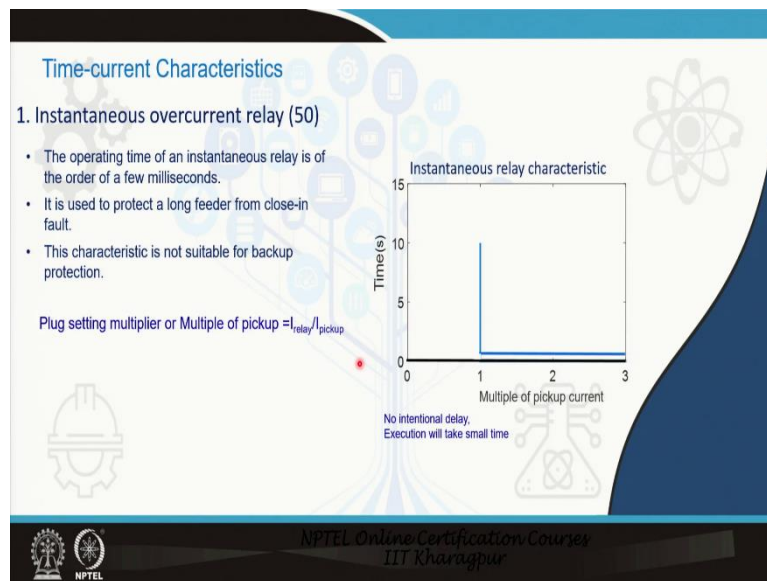 Time-current Characteristics
1. Instantaneous overcurrent relay (50)
• The operating time of an instantaneous relay is of
the order of a few milliseconds.
• It is used to protect a long feeder from close-in
fault.
• This characteristic is not suitable for backup
protection.
Plug setting multiplier or Multiple of pickup =I_relay/I_pickup
Instantaneous relay characteristic
15
10
5
0
Time(s)
0 1 2 3
Multiple of pickup current
No intentional delay,
Execution will take small time
NPTEL
NPTEL Online Certification Courses
IIT Kharagpur